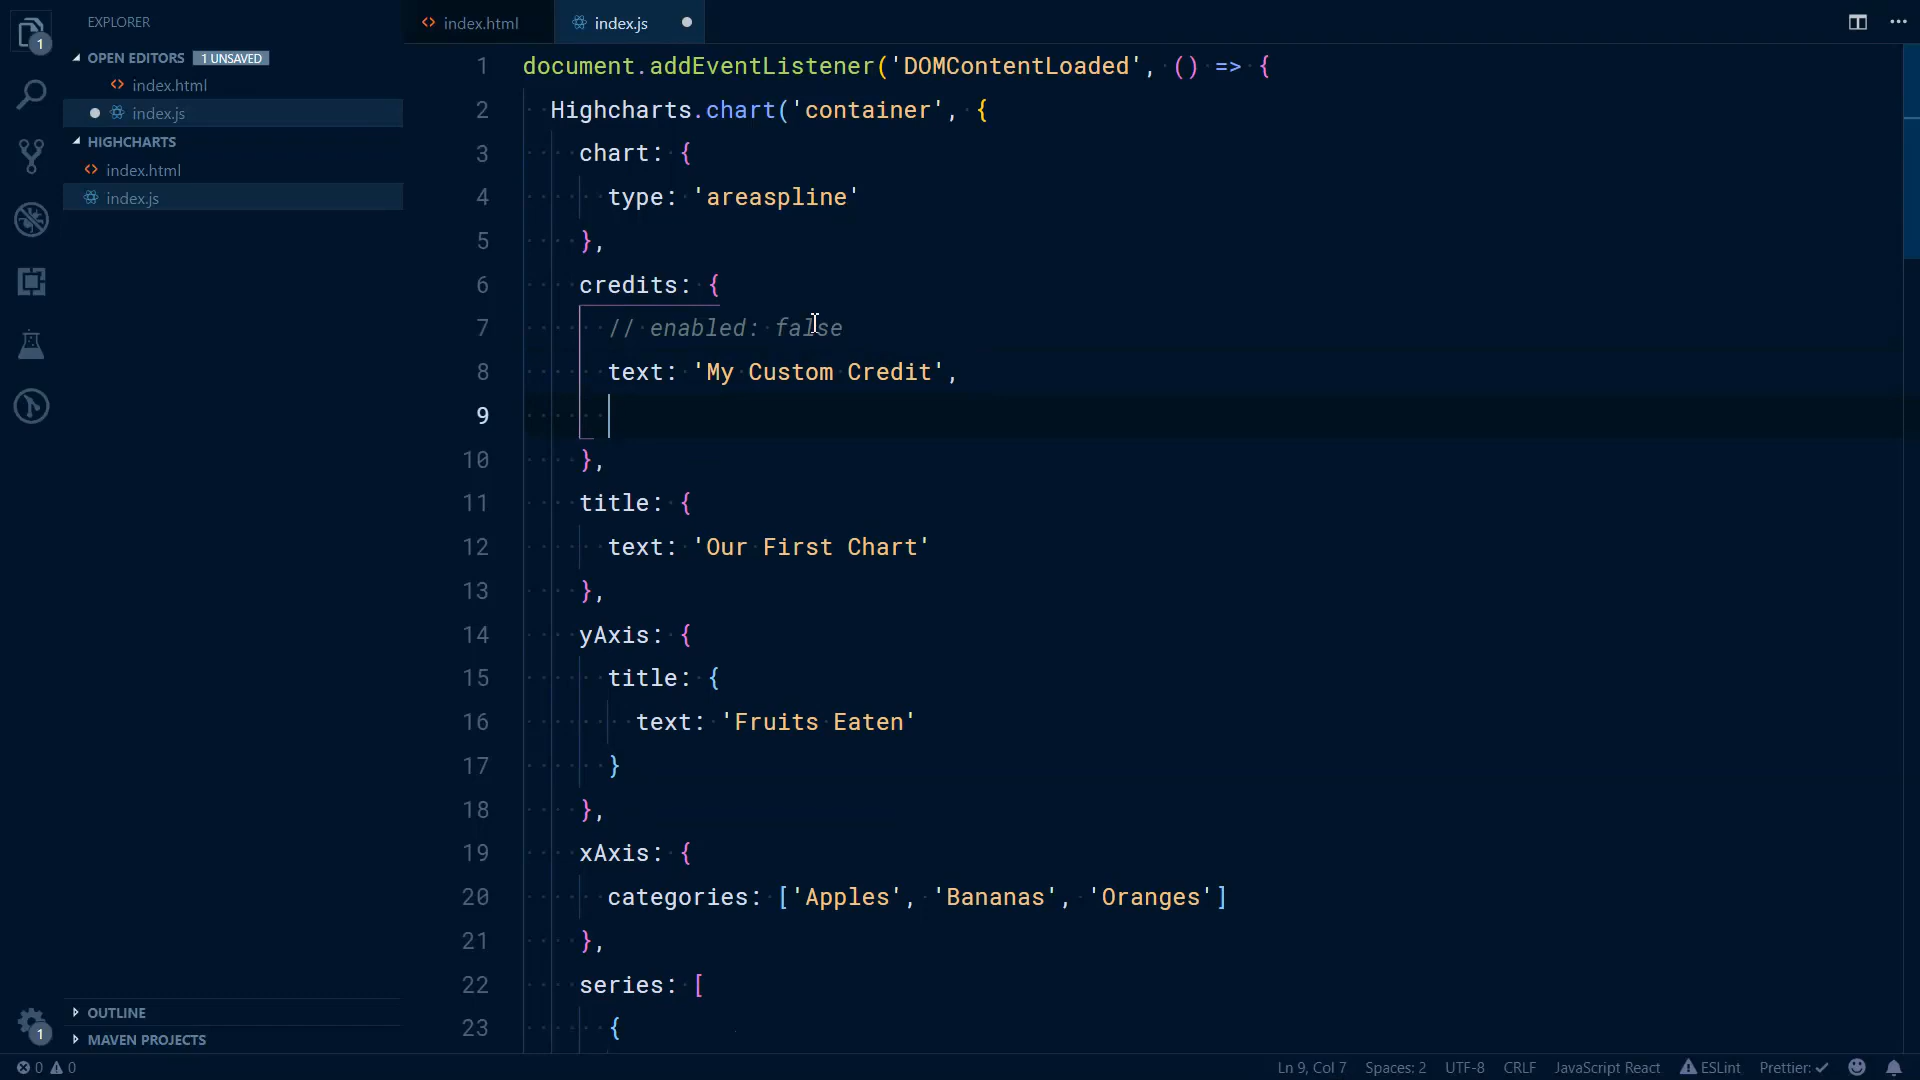 EXPLORER
OPEN EDITORS 1 UNSAVED
index.html
index.js
HIGHCHARTS
index.html
index.js
OUTLINE
MAVEN PROJECTS
1
1
index.html
index.js
1 document.addEventListener('DOMContentLoaded', () => {
2 Highcharts.chart('container', {
3 chart: {
4 type: 'areaspline'
5 },
6 credits: {
7 // enabled: false
8 text: 'My Custom Credit',
9
10 },
11 title: {
12 text: 'Our First Chart'
13 },
14 yAxis: {
15 title: {
16 text: 'Fruits Eaten'
17 }
18 },
19 xAxis: {
20 categories: ['Apples', 'Bananas', 'Oranges']
21 },
22 series: [
23 {
0 0 Ln 9, Col 7 Spaces: 2 UTF-8 CRLF JavaScript React ESLint Prettier: ✓